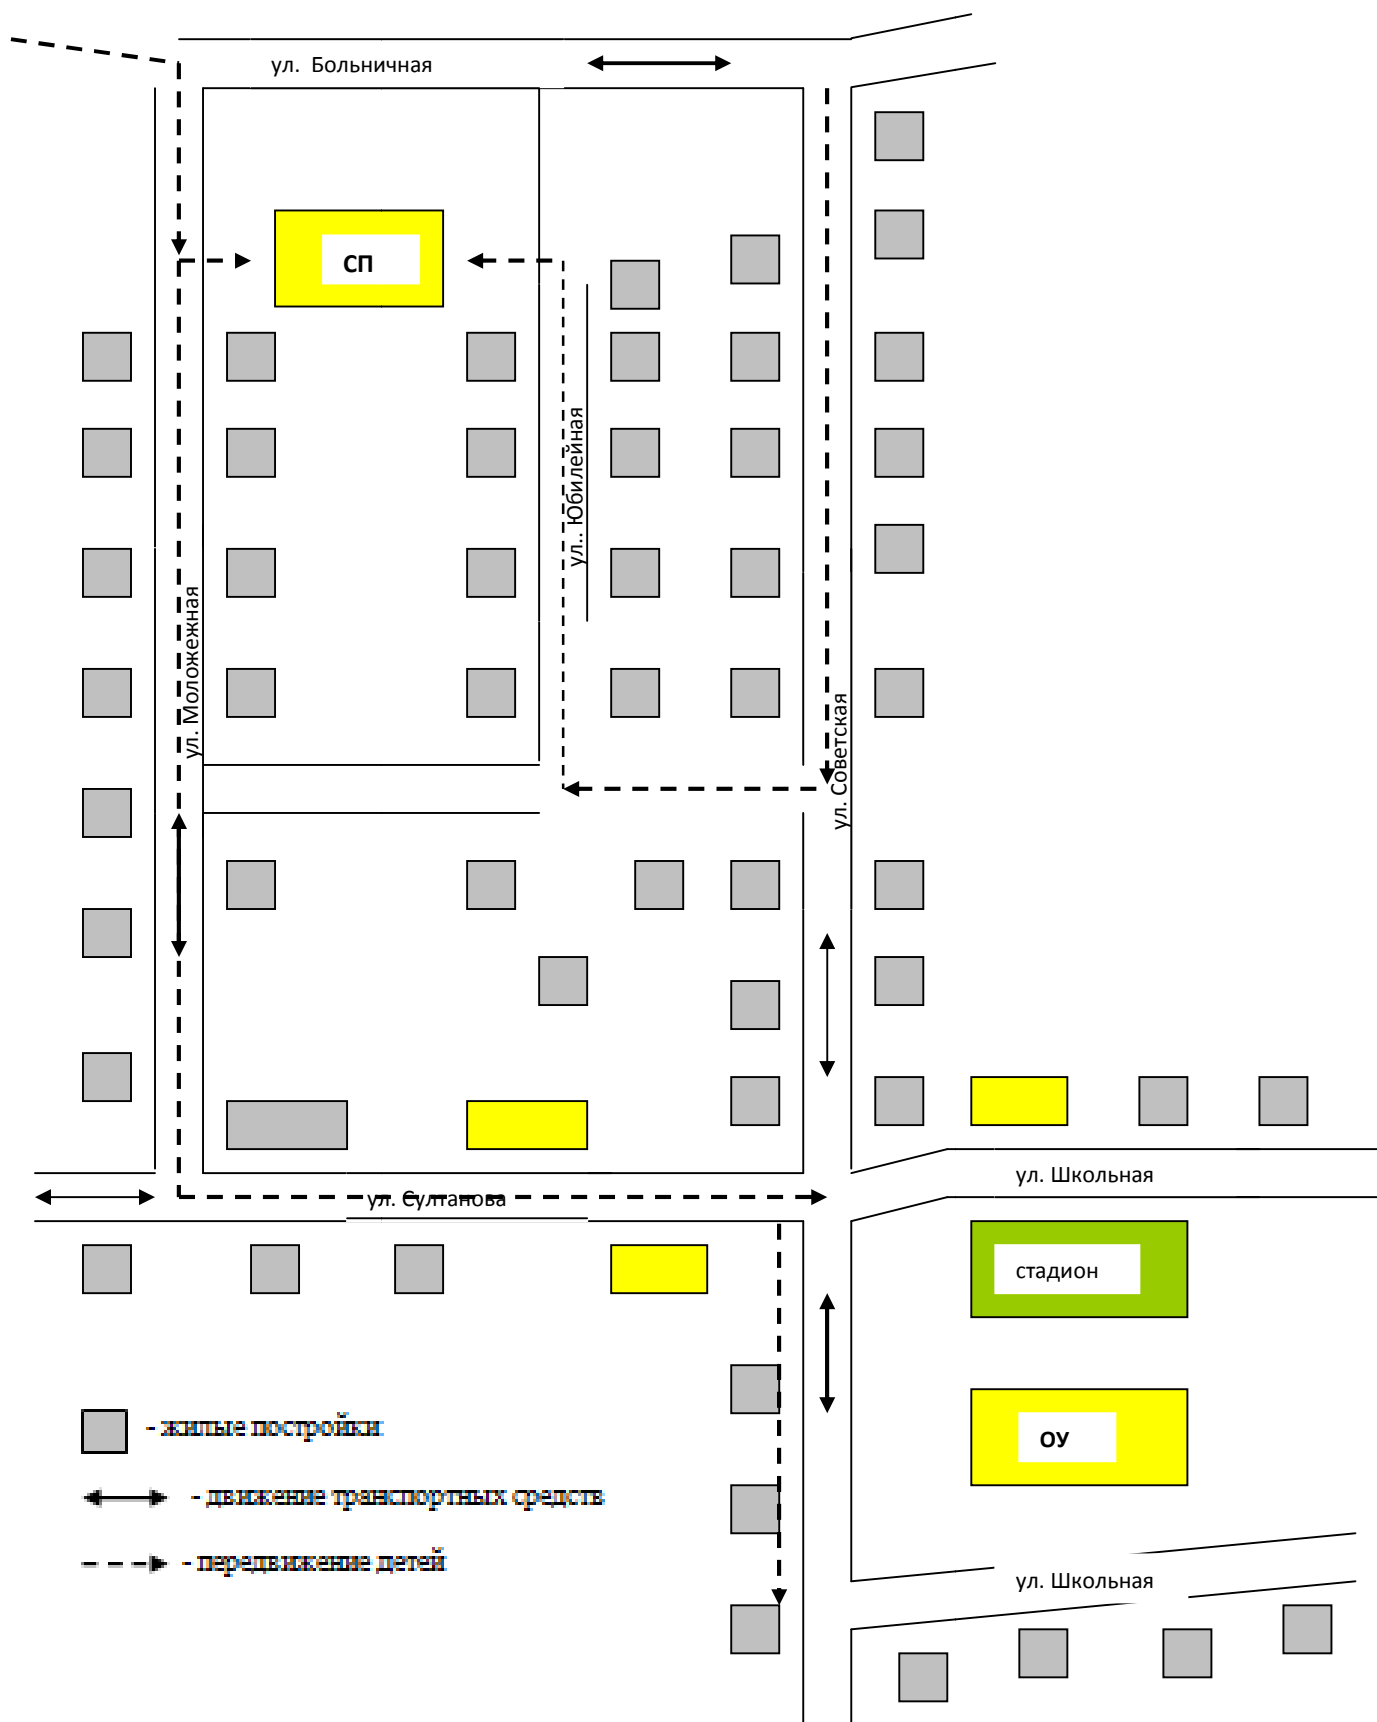 ул. Больничная
СП
ул.. Юбилейная
ул. Моложежная
ул. Советская
ул. Школьная
ул. Султанова
стадион
- жилые постройки
ОУ
- движение транспортных средств
- передвижение детей
ул. Школьная